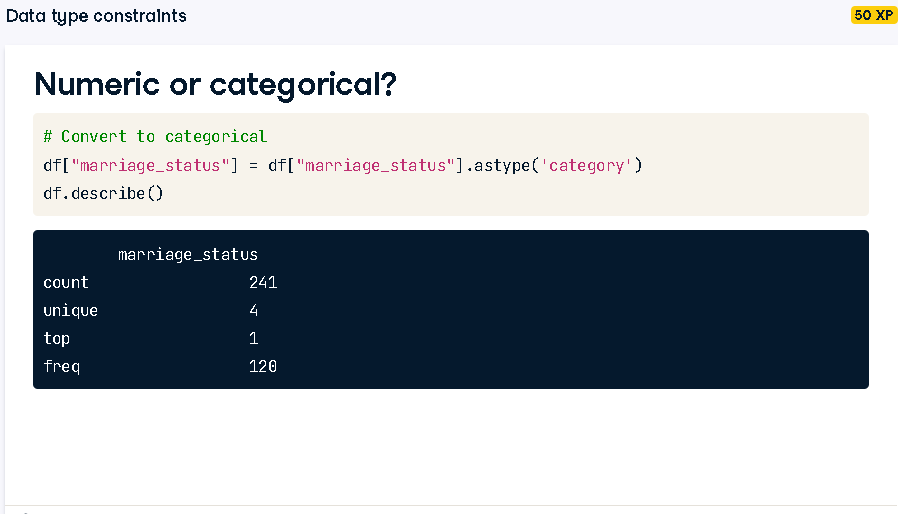 Data type constraints
50 XP
Numeric or categorical?
# Convert to categorical
df["marriage_status"] = df["marriage_status"].astype('category')
df.describe()
marriage_status
count 241
unique 4
top 1
freq 120